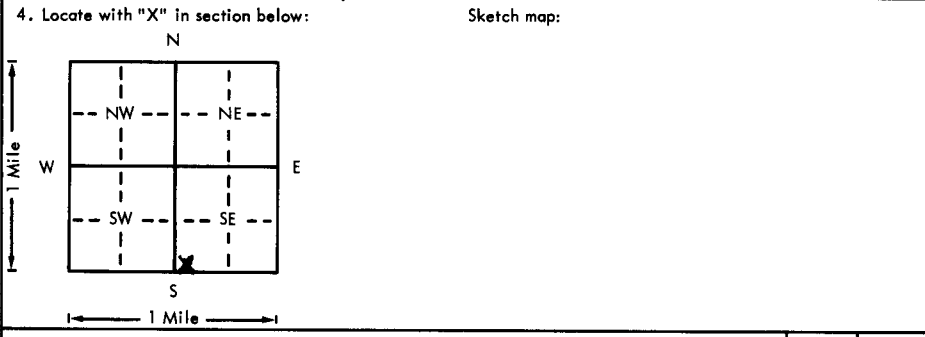 4. Locate with "X" in section below: Sketch map:
N
-- NW -- -- NE --
1 Mile W E
-- SW -- -- SE --
X
S
1 Mile